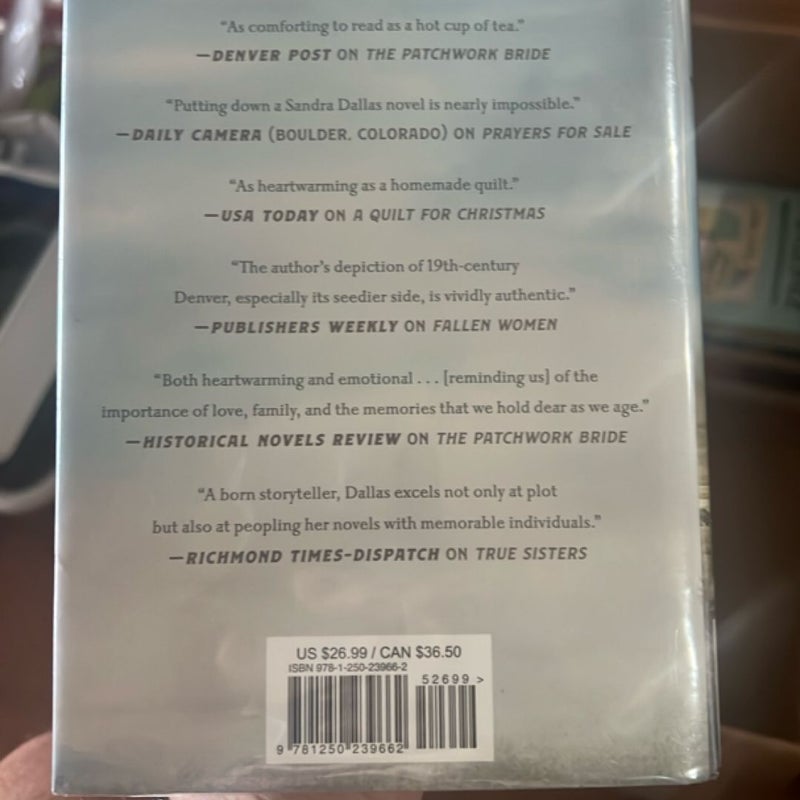 “As comforting to read as a hot cup of tea.”
—DENVER POST ON THE PATCHWORK BRIDE
“Putting down a Sandra Dallas novel is nearly impossible.”
—DAILY CAMERA (BOULDER, COLORADO) ON PRAYERS FOR SALE
“As heartwarming as a homemade quilt.”
—USA TODAY ON A QUILT FOR CHRISTMAS
“The author’s depiction of 19th-century
Denver, especially its seedier side, is vividly authentic.”
—PUBLISHERS WEEKLY ON FALLEN WOMEN
“Both heartwarming and emotional . . . [reminding us] of the
importance of love, family, and the memories that we hold dear as we age.”
—HISTORICAL NOVELS REVIEW ON THE PATCHWORK BRIDE
“A born storyteller, Dallas excels not only at plot
but also at peopling her novels with memorable individuals.”
—RICHMOND TIMES-DISPATCH ON TRUE SISTERS
US $26.99 / CAN $36.50
ISBN 978-1-250-23966-2
52699 >
9 781250 239662